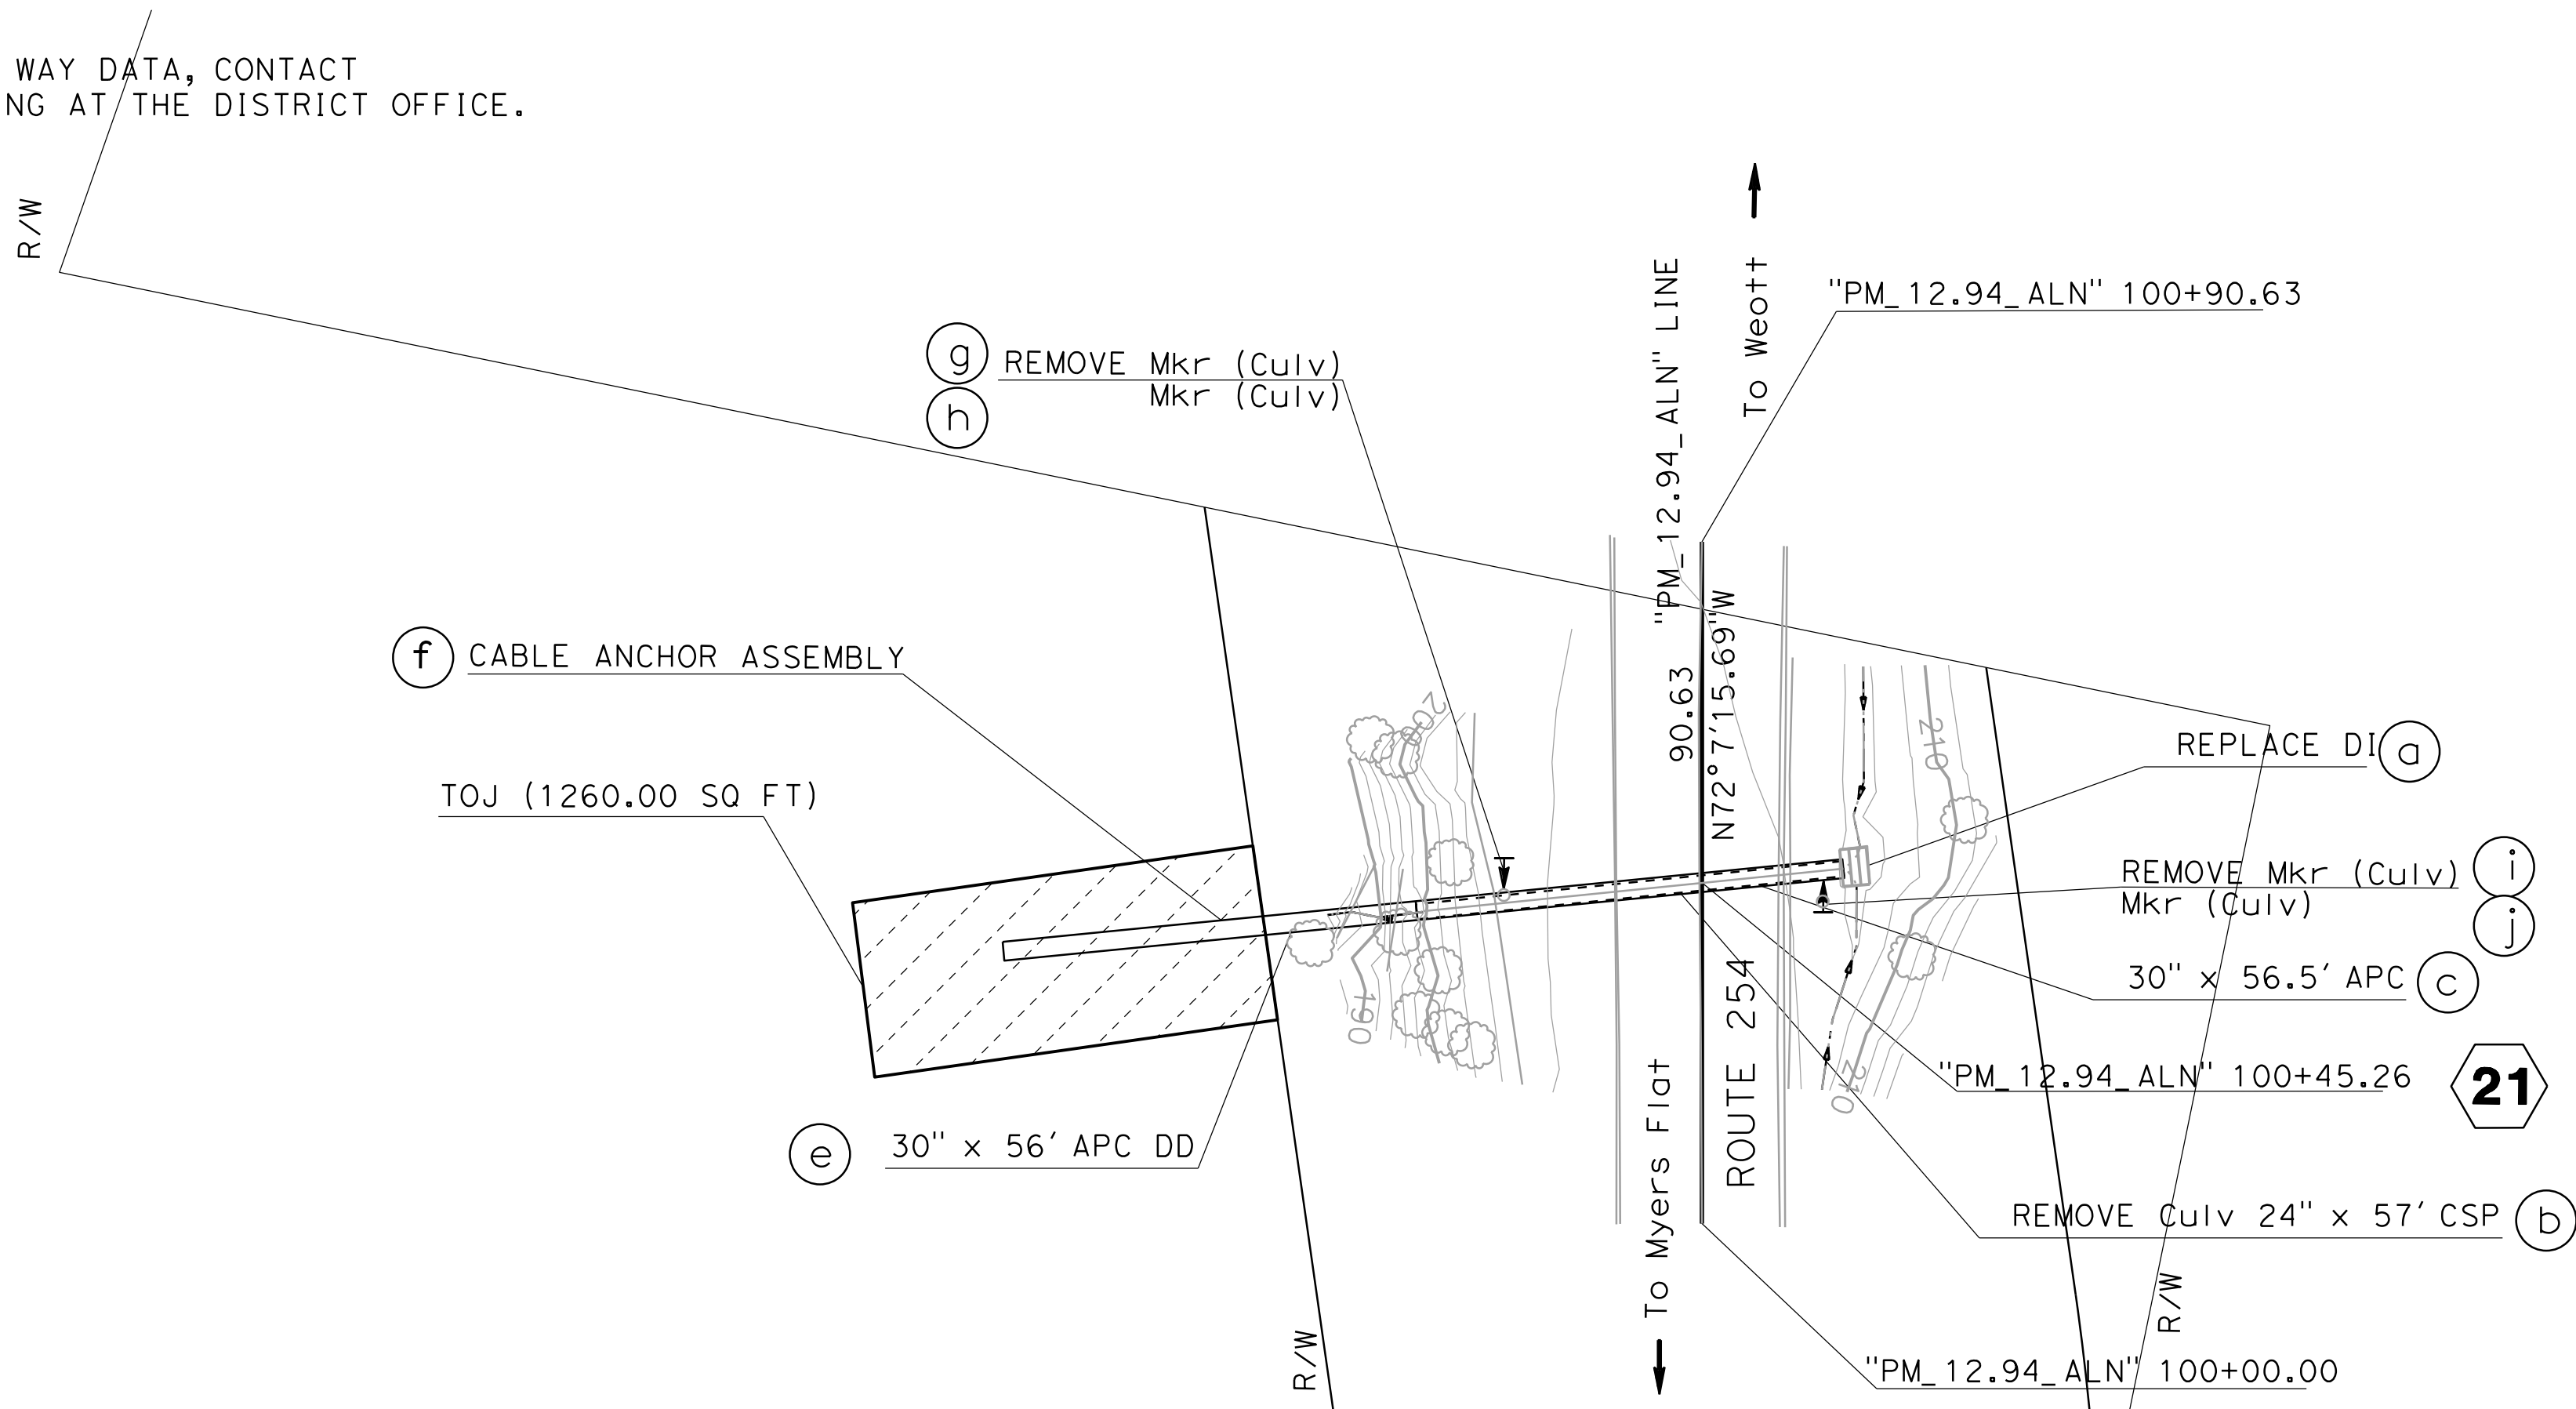 WAY DATA, CONTACT
NG AT THE DISTRICT OFFICE.
R/W
"PM_12.94_ALN" LINE
To Weott
"PM_12.94_ALN" 100+90.63
g REMOVE Mkr (Culv)
h Mkr (Culv)
90.63
N72°7'15.69"W
f CABLE ANCHOR ASSEMBLY
TOJ (1260.00 SQ FT)
210
REPLACE DI a
REMOVE Mkr (Culv) i
Mkr (Culv) j
30" x 56.5' APC c
190
"PM_12.94_ALN" 100+45.26 21
e 30" x 56' APC DD
To Myers Flat
ROUTE 254
REMOVE Culv 24" x 57' CSP b
R/W
R/W
"PM_12.94_ALN" 100+00.00